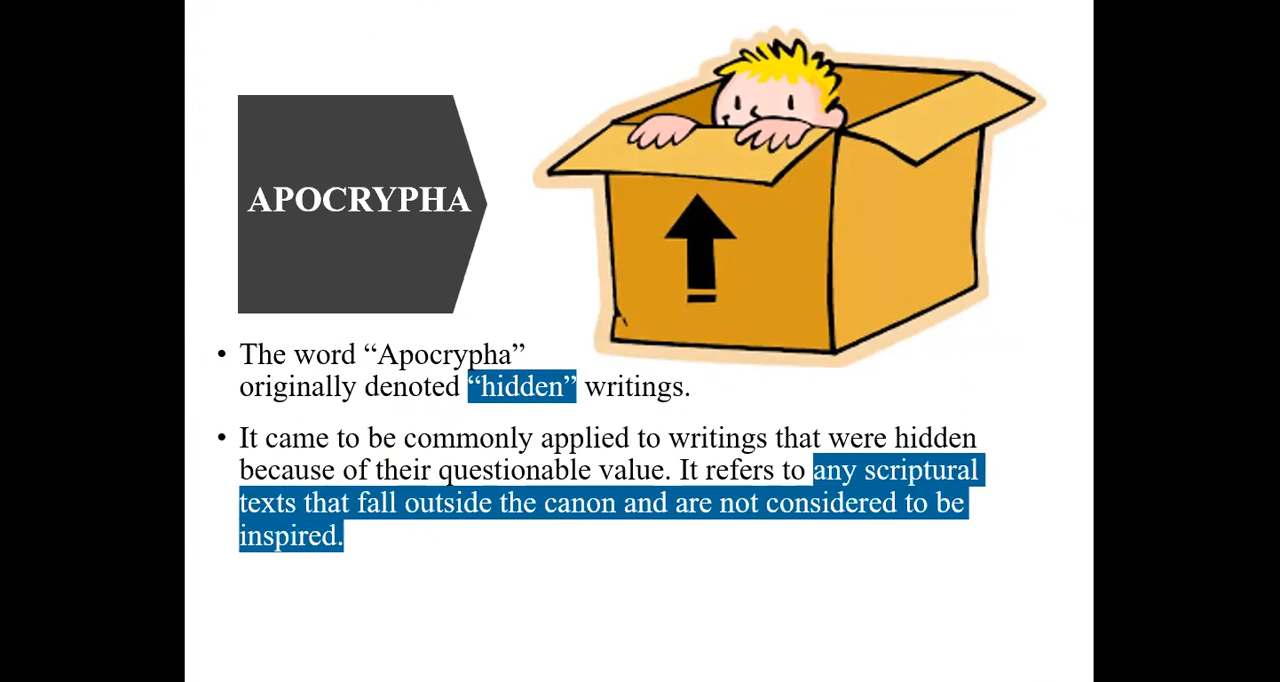 APOCRYPHA
• The word “Apocrypha”
originally denoted “hidden” writings.
• It came to be commonly applied to writings that were hidden
because of their questionable value. It refers to any scriptural
texts that fall outside the canon and are not considered to be
inspired.